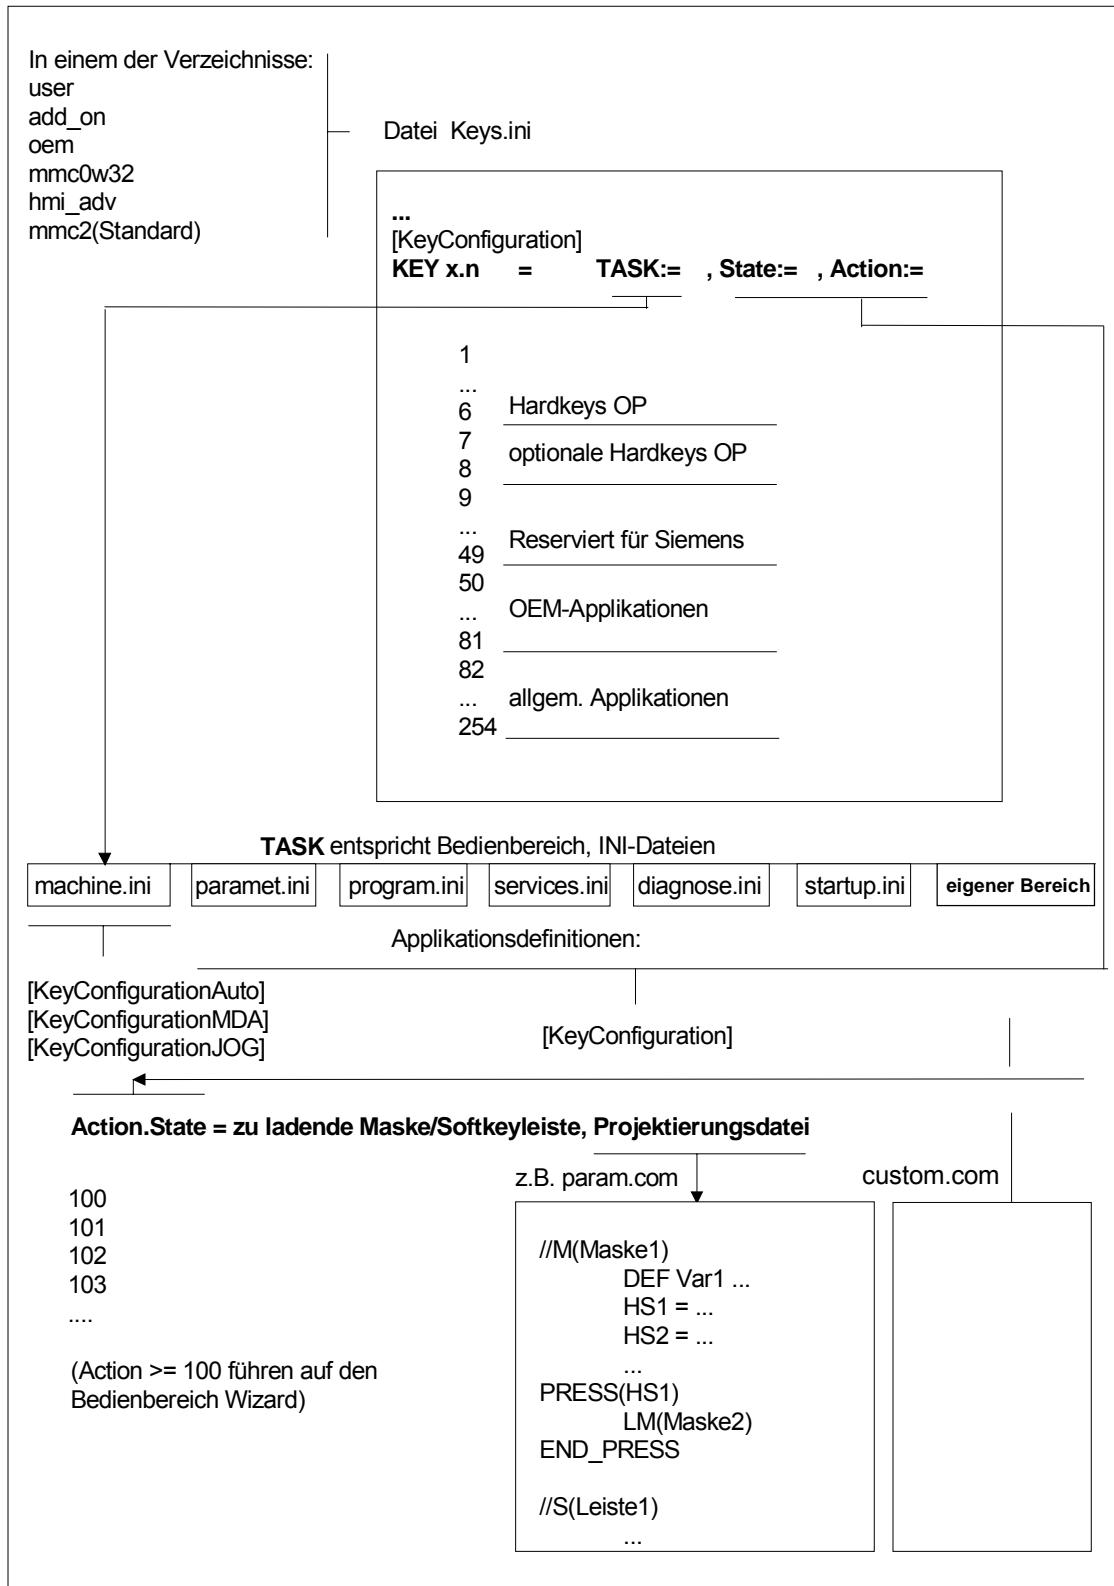 In einem der Verzeichnisse:
user
add_on
oem
mmc0w32
hmi_adv
mmc2(Standard)
Datei Keys.ini
...
[KeyConfiguration]
KEY x.n = TASK:= , State:= , Action:=
1
...
6 Hardkeys OP
7
optionale Hardkeys OP
8
9
...
Reserviert für Siemens
49
50
... OEM-Applikationen
81
82
... allgem. Applikationen
254
TASK entspricht Bedienbereich, INI-Dateien
machine.ini paramet.ini program.ini services.ini diagnose.ini startup.ini eigener Bereich
Applikationsdefinitionen:
[KeyConfigurationAuto]
[KeyConfigurationMDA]
[KeyConfigurationJOG]
[KeyConfiguration]
Action.State = zu ladende Maske/Softkeyleiste, Projektierungsdatei
z.B. param.com
custom.com
100
101
102
103
....
(Action >= 100 führen auf den
Bedienbereich Wizard)
//M(Maske1)
DEF Var1 ...
HS1 = ...
HS2 = ...
...
PRESS(HS1)
LM(Maske2)
END_PRESS
//S(Leiste1)
...